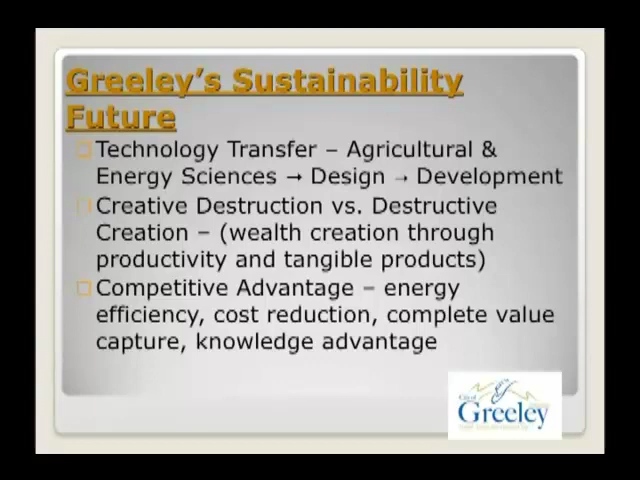 Greeley's Sustainability
Future
Technology Transfer – Agricultural &
Energy Sciences → Design → Development
Creative Destruction vs. Destructive
Creation – (wealth creation through
productivity and tangible products)
Competitive Advantage – energy
efficiency, cost reduction, complete value
capture, knowledge advantage
City of
Greeley